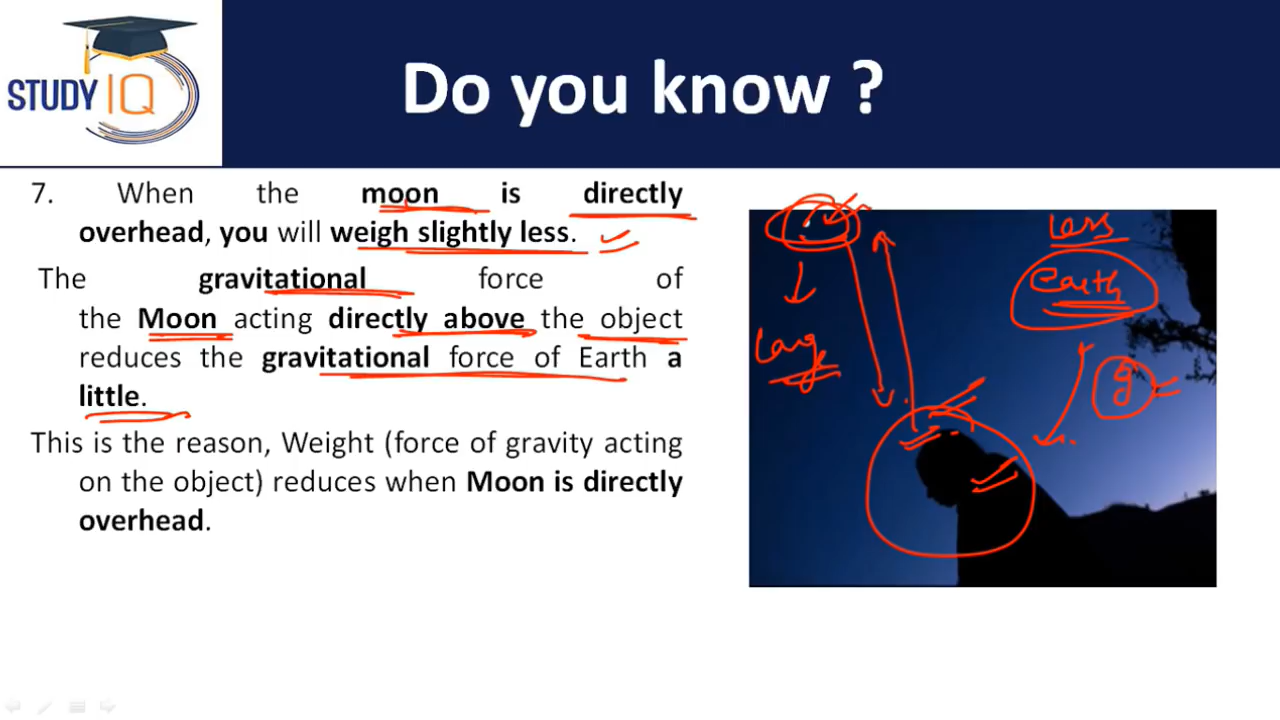 STUDY IQ
Do you know ?
7. When the moon is directly
overhead, you will weigh slightly less.
The gravitational force of
the Moon acting directly above the object
reduces the gravitational force of Earth a
little.
This is the reason, Weight (force of gravity acting
on the object) reduces when Moon is directly
overhead.
less
earth
large
g